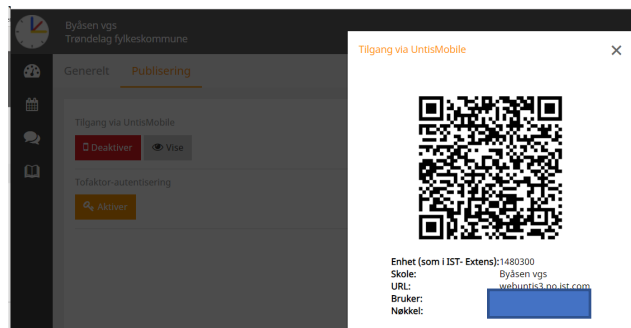 Byåsen vgs
Trøndelag fylkeskommune
Generelt Publisering
Tilgang via UntisMobile
Deaktiver Vise
Tofaktor-autentisering
Aktiver
Tilgang via UntisMobile
Enhet (som i IST- Extens): 1480300
Skole: Byåsen vgs
URL: webuntis3.no.ist.com
Bruker:
Nøkkel: